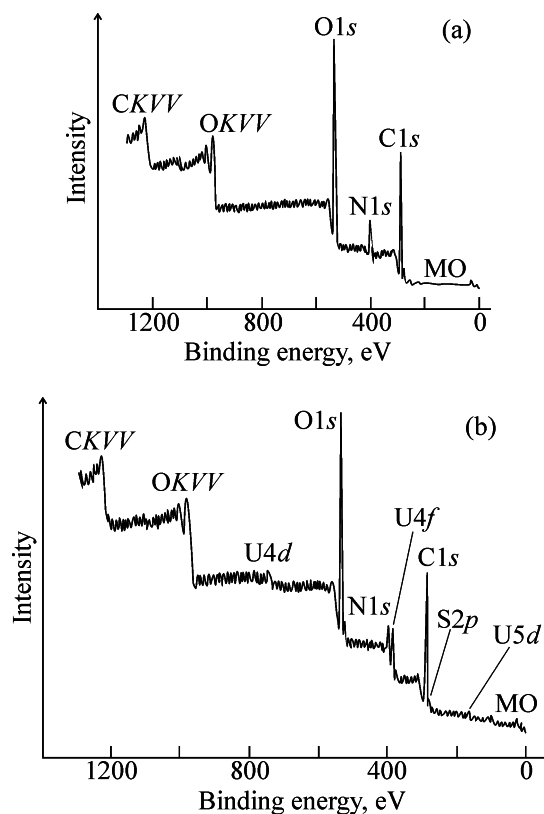 (a)
O1s
CKVV
OKVV
C1s
N1s
MO
Intensity
1200 800 400 0
Binding energy, eV
(b)
O1s
CKVV
OKVV
U4f
U4d
C1s
N1s
S2p
U5d
MO
Intensity
1200 800 400 0
Binding energy, eV